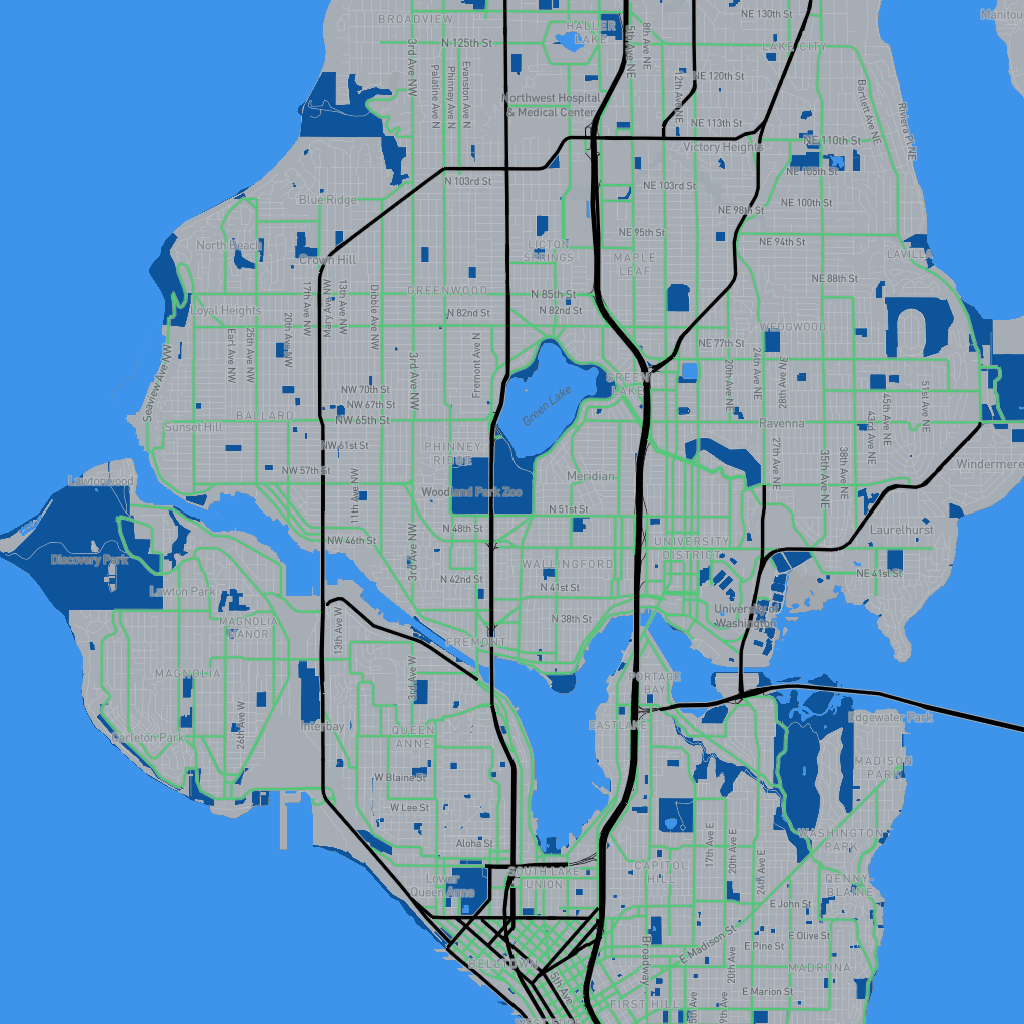 BROADVIEW
HALLER
LAKE
NE 130th St
Manitou
N 125th St
LAKE CITY
3rd Ave NW
Palatine Ave N
Phinney Ave N
Evanston Ave N
5th Ave NE
8th Ave NE
12th Ave NE
NE 120th St
Bartlett Ave NE
Riviera Pl NE
Northwest Hospital
& Medical Center
NE 113th St
Victory Heights
NE 110th St
NE 105th St
N 103rd St
NE 103rd St
Blue Ridge
NE 100th St
NE 98th St
NE 95th St
NE 94th St
North Beach
LICTON
SPRINGS
MAPLE
LEAF
LAVILLA
Crown Hill
NE 88th St
GREENWOOD
N 85th St
N 82nd St
N 82nd St
Loyal Heights
17th Ave NW
Mary Ave NW
13th Ave NW
Dibble Ave NW
WEDGWOOD
Earl Ave NW
25th Ave NW
20th Ave NW
NE 77th St
Seaview Ave NW
3rd Ave NW
Fremont Ave N
GREEN
LAKE
20th Ave NE
24th Ave NE
28th Ave NE
NW 70th St
NW 67th St
Green Lake
51st Ave NE
45th Ave NE
43rd Ave NE
BALLARD
NW 65th St
Sunset Hill
Ravenna
NW 61st St
PHINNEY
RIDGE
27th Ave NE
35th Ave NE
38th Ave NE
Windermere
NW 57th St
Meridian
Lawtonwood
11th Ave NW
Woodland Park Zoo
N 51st St
N 48th St
Laurelhurst
NW 46th St
3rd Ave NW
UNIVERSITY
DISTRICT
Discovery Park
WALLINGFORD
N 42nd St
N 41st St
NE 41st St
Lawton Park
University of
Washington
MAGNOLIA
MANOR
13th Ave W
N 38th St
FREMONT
MAGNOLIA
3rd Ave W
PORTAGE
BAY
26th Ave W
Interbay
Carleton Park
QUEEN
ANNE
EASTLAKE
Edgewater Park
MADISON
PARK
W Blaine St
W Lee St
Aloha St
17th Ave E
20th Ave E
24th Ave E
WASHINGTON
PARK
Lower
Queen Anne
SOUTH LAKE
UNION
CAPITOL
HILL
DENNY-
BLAINE
E John St
E Madison St
E Olive St
E Pine St
BELLTOWN
Broadway
20th Ave
MADRONA
5th Ave
E Marion St
FIRST HILL
5th Ave
9th Ave